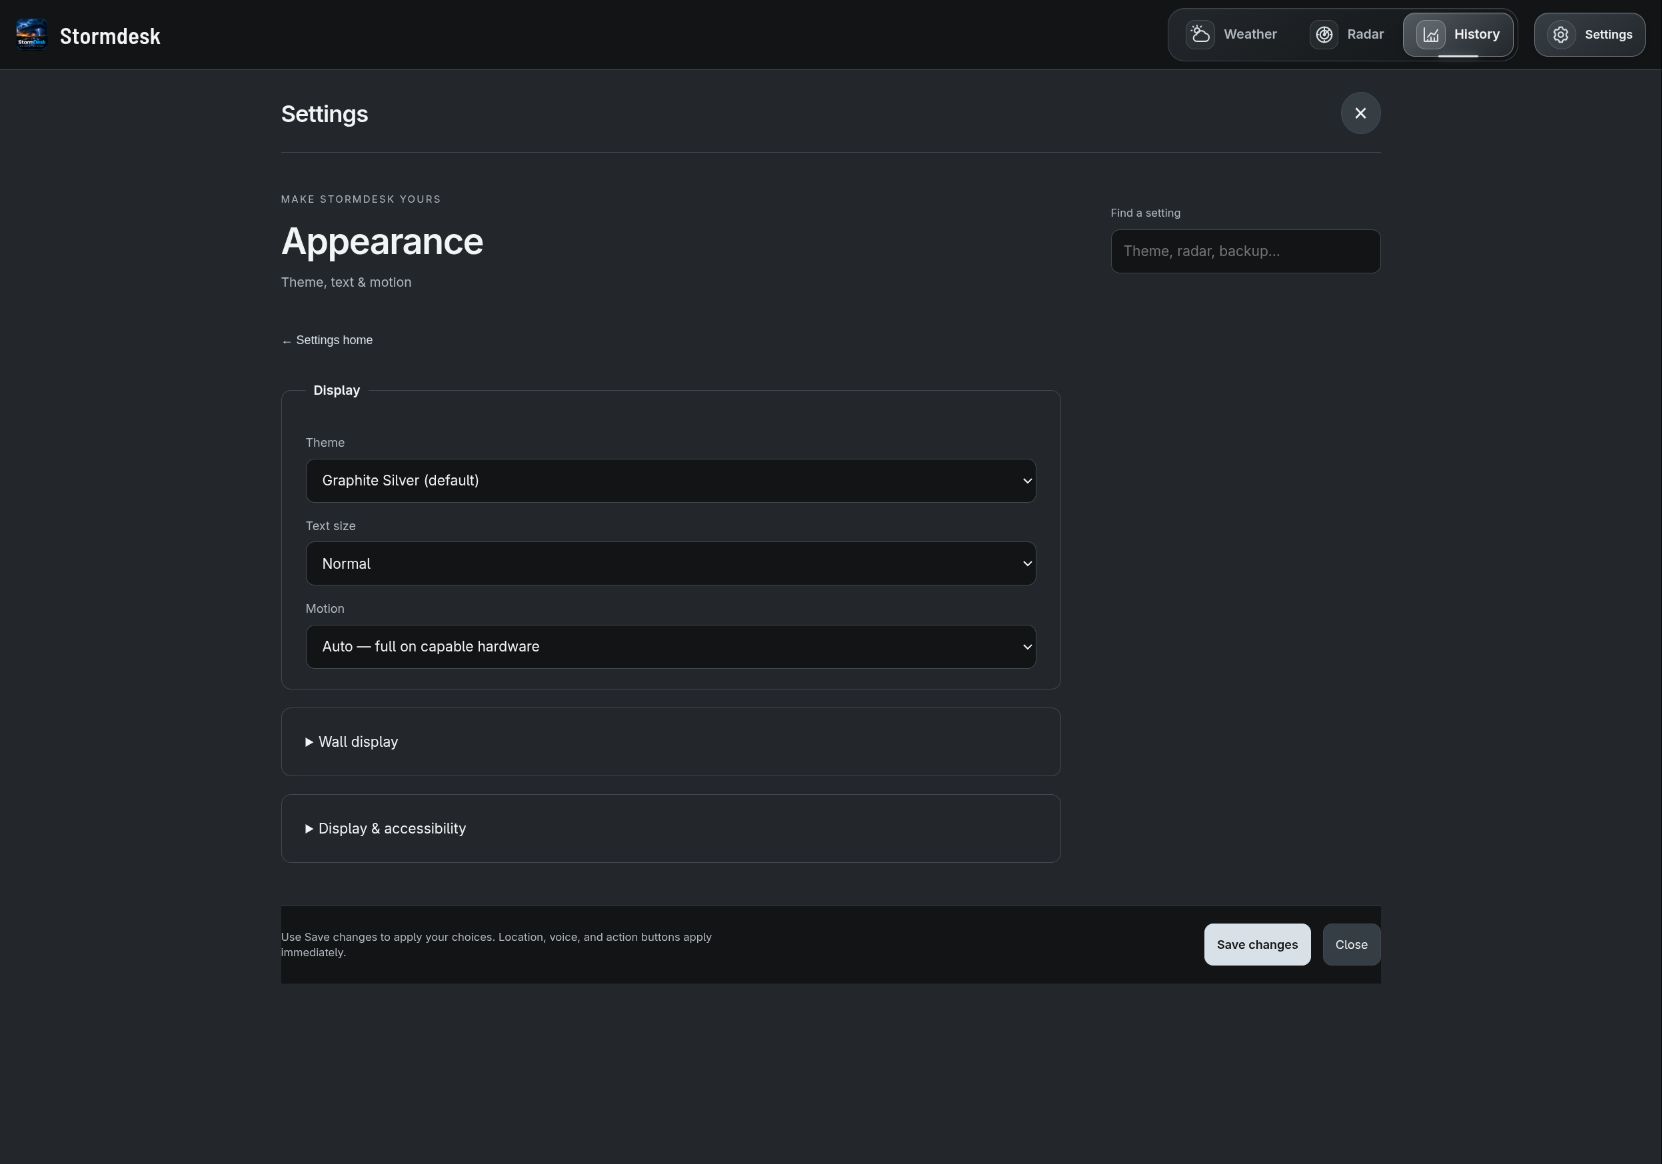 Stormdesk
Weather
Radar
History
Settings
Settings
MAKE STORMDESK YOURS
Appearance
Theme, text & motion
Find a setting
Theme, radar, backup...
← Settings home
Display
Theme
Graphite Silver (default)
Text size
Normal
Motion
Auto — full on capable hardware
Wall display
Display & accessibility
Use Save changes to apply your choices. Location, voice, and action buttons apply
immediately.
Save changes
Close